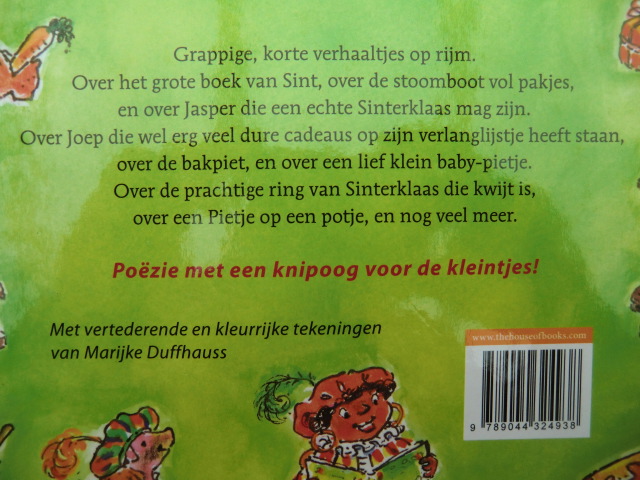 Grappige, korte verhaaltjes op rijm.
Over het grote boek van Sint, over de stoomboot vol pakjes,
en over Jasper die een echte Sinterklaas mag zijn.
Over Joep die wel erg veel dure cadeaus op zijn verlanglijstje heeft staan,
over de bakpiet, en over een lief klein baby-pietje.
Over de prachtige ring van Sinterklaas die kwijt is,
over een Pietje op een potje, en nog veel meer.
Poëzie met een knipoog voor de kleintjes!
Met vertederende en kleurrijke tekeningen
van Marijke Duffhauss
www.thehouseofbooks.com
9 789044 324938